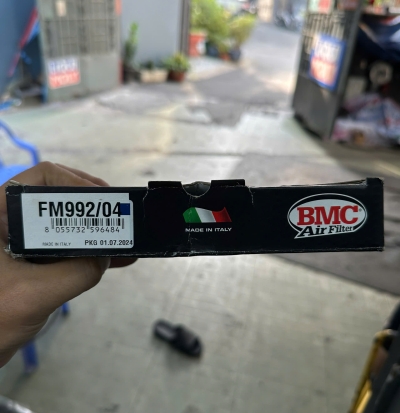 FM992/04
8 055732 596484
MADE IN ITALY
PKG 01.07.2024
MADE IN ITALY
BMC
Air Filter